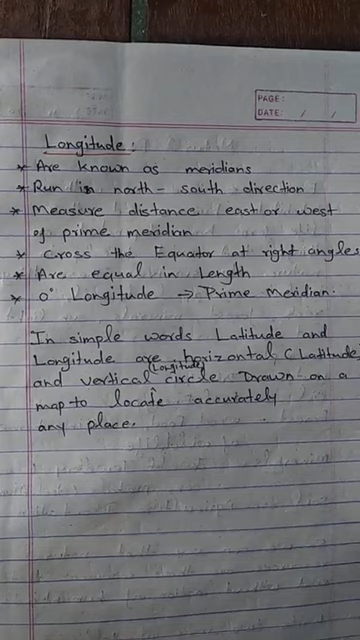 PAGE:
DATE: / /
Longitude:
* Are known as meridians
* Run in north - south direction
* Measure distance east or west
of prime meridian
* Cross the Equator at right angles
* Are equal in Length
* 0° Longitude → Prime Meridian.
In simple words Latitude and
Longitude are horizontal (Latitude)
(Longitude)
and vertical circle Drawn on a
map to locate accurately
any place.